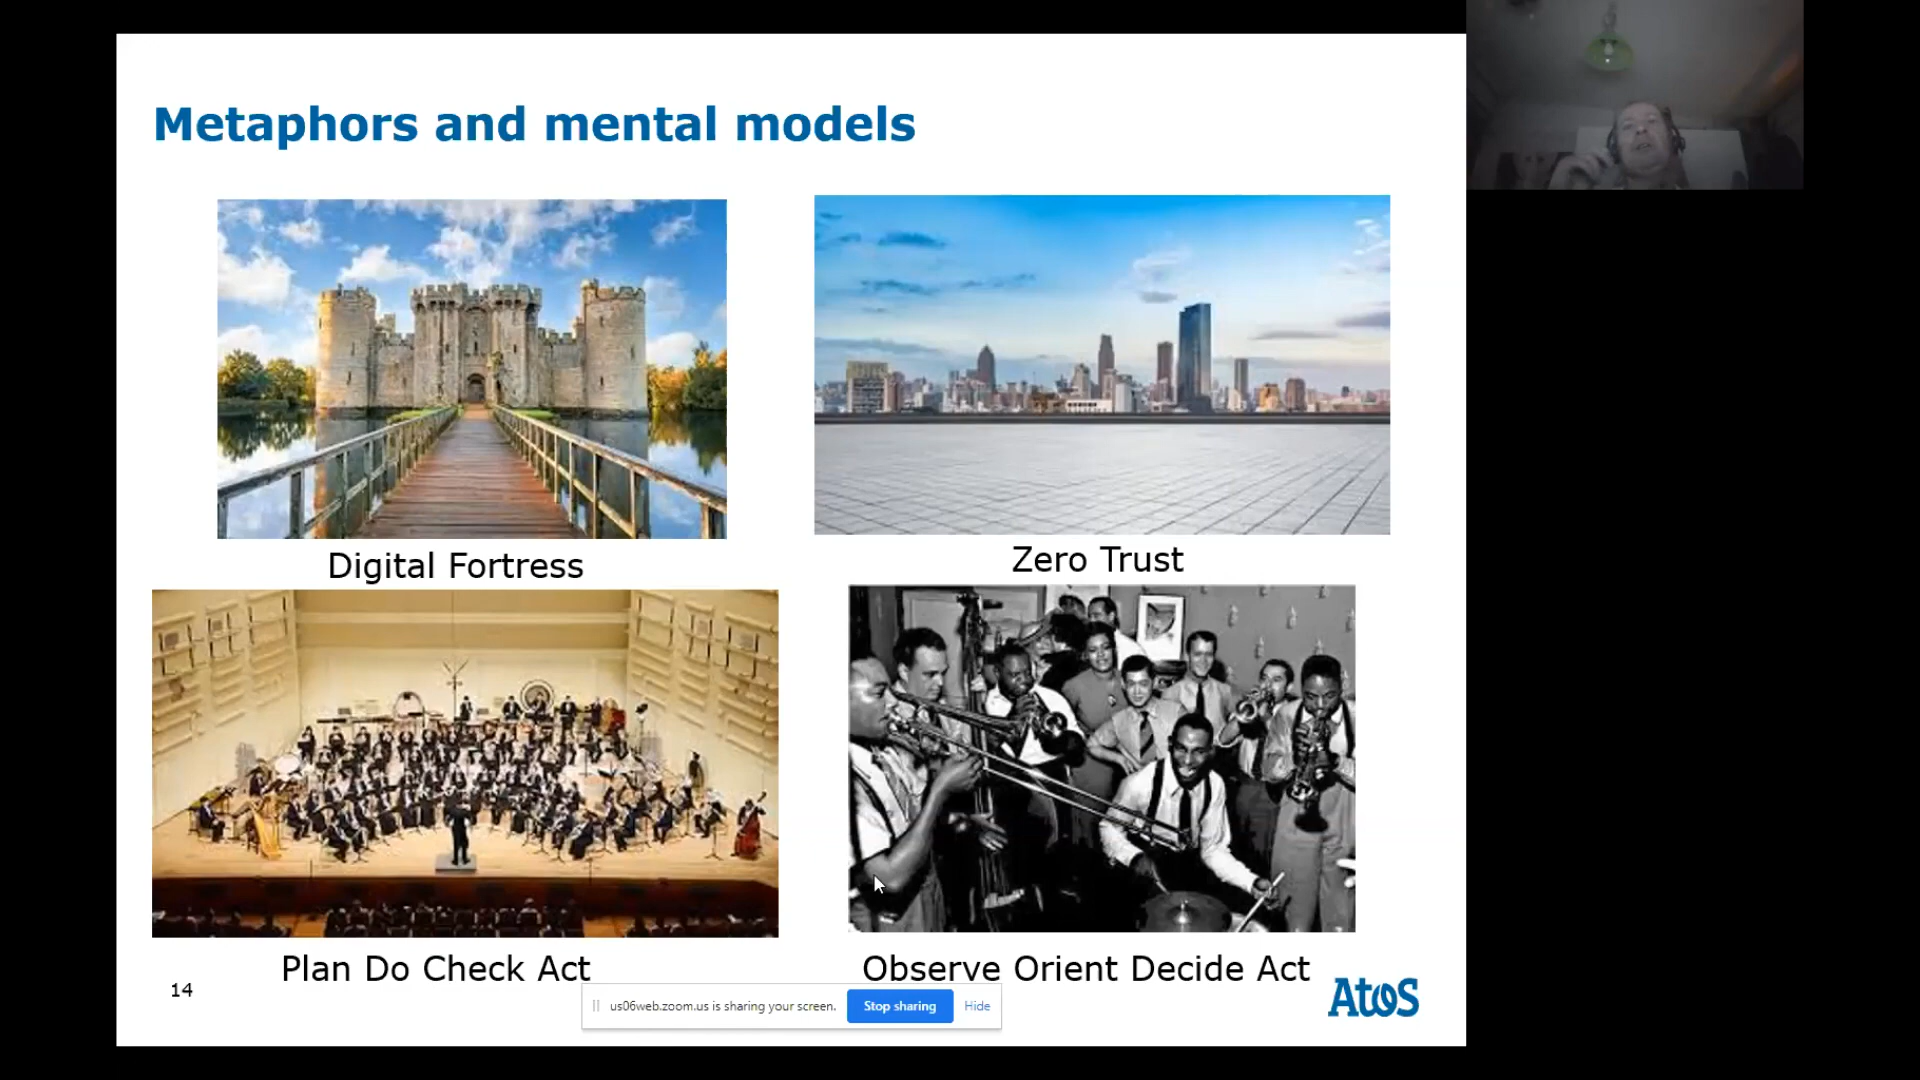 Metaphors and mental models
Digital Fortress
Zero Trust
Plan Do Check Act
Observe Orient Decide Act
14
us06web.zoom.us is sharing your screen.
Stop sharing
Hide
Atos